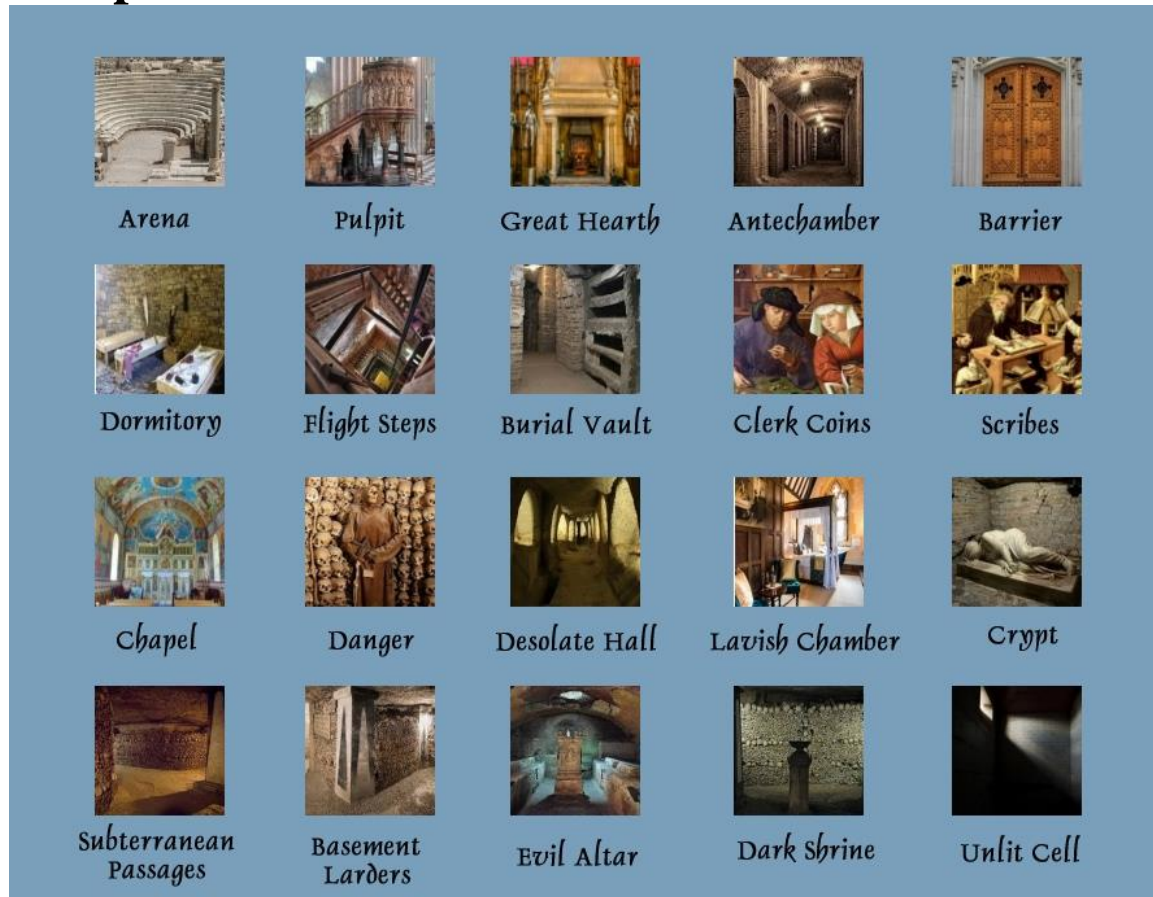 Arena
Pulpit
Great Hearth
Antechamber
Barrier
Dormitory
Flight Steps
Burial Vault
Clerk Coins
Scribes
Chapel
Danger
Desolate Hall
Lavish Chamber
Crypt
Subterranean
Passages
Basement
Larders
Evil Altar
Dark Shrine
Unlit Cell